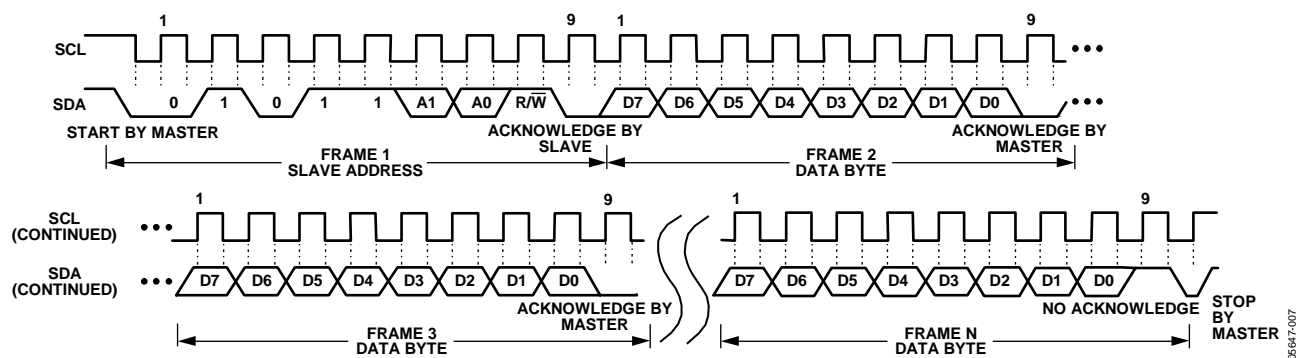 1 9 1 9
SCL
SDA 0 1 0 1 1 A1 A0 R/W̅ D7 D6 D5 D4 D3 D2 D1 D0
START BY MASTER
ACKNOWLEDGE BY
SLAVE
ACKNOWLEDGE BY
MASTER
FRAME 1
SLAVE ADDRESS
FRAME 2
DATA BYTE
1 9 1 9
SCL
(CONTINUED)
SDA
(CONTINUED)
D7 D6 D5 D4 D3 D2 D1 D0 D7 D6 D5 D4 D3 D2 D1 D0
ACKNOWLEDGE BY
MASTER
NO ACKNOWLEDGE
STOP
BY
MASTER
FRAME 3
DATA BYTE
FRAME N
DATA BYTE
05647-007